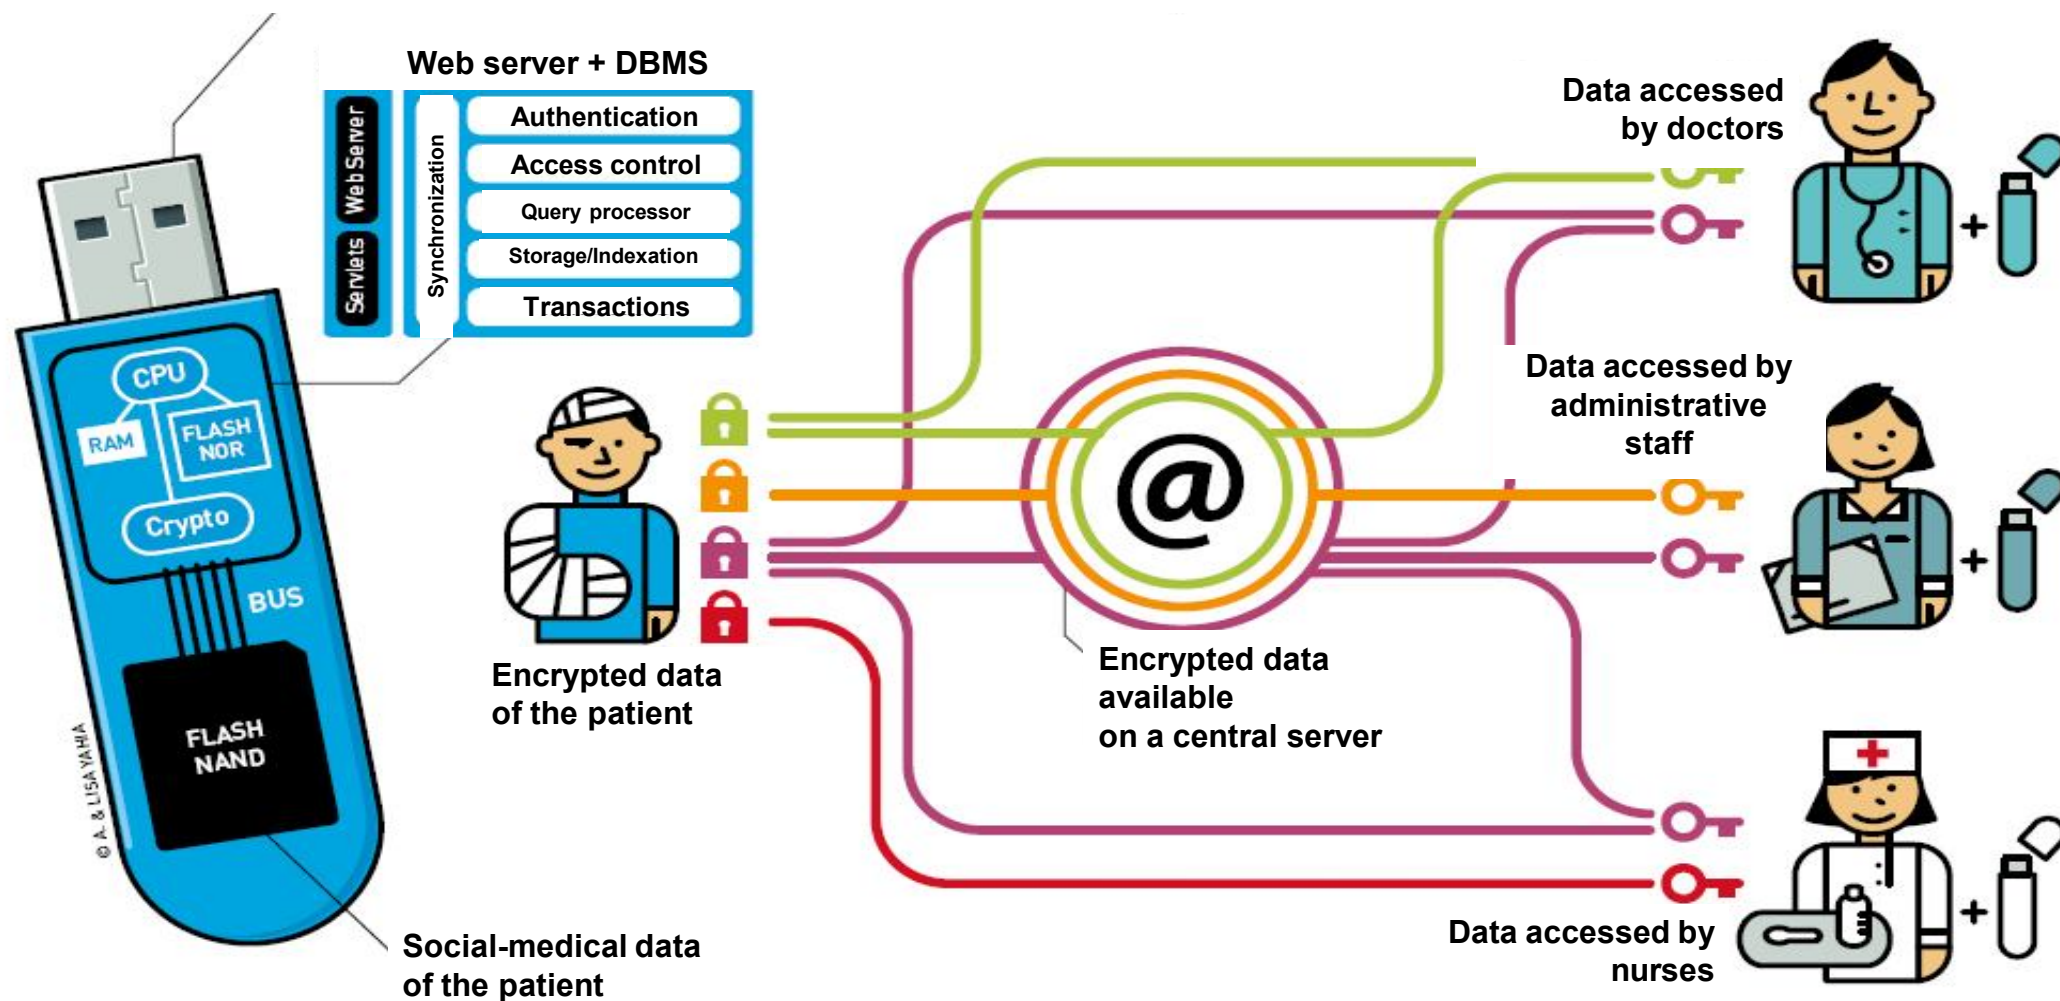 Web server + DBMS
Web Server
Servlets
Synchronization
Authentication
Access control
Query processor
Storage/Indexation
Transactions
CPU
RAM
FLASH
NOR
Crypto
BUS
FLASH
NAND
© A. & LISA YAHIA
Social-medical data
of the patient
Encrypted data
of the patient
@
Encrypted data
available
on a central server
Data accessed
by doctors
+
Data accessed by
administrative
staff
+
Data accessed by
nurses
+